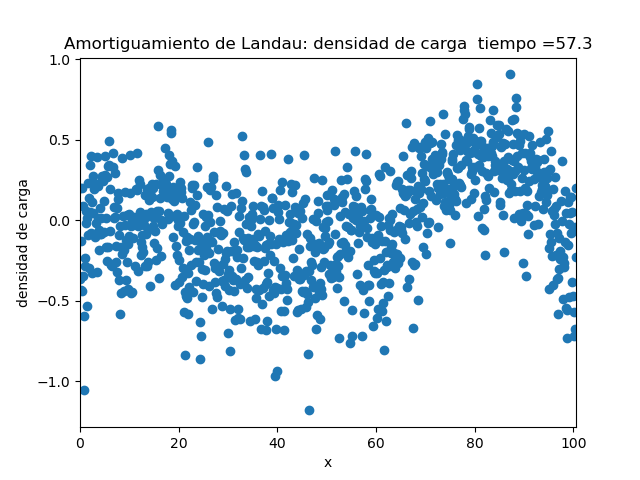 Amortiguamiento de Landau: densidad de carga  tiempo =57.3
1.0
0.5
0.0
−0.5
−1.0
densidad de carga
0 20 40 60 80 100
x